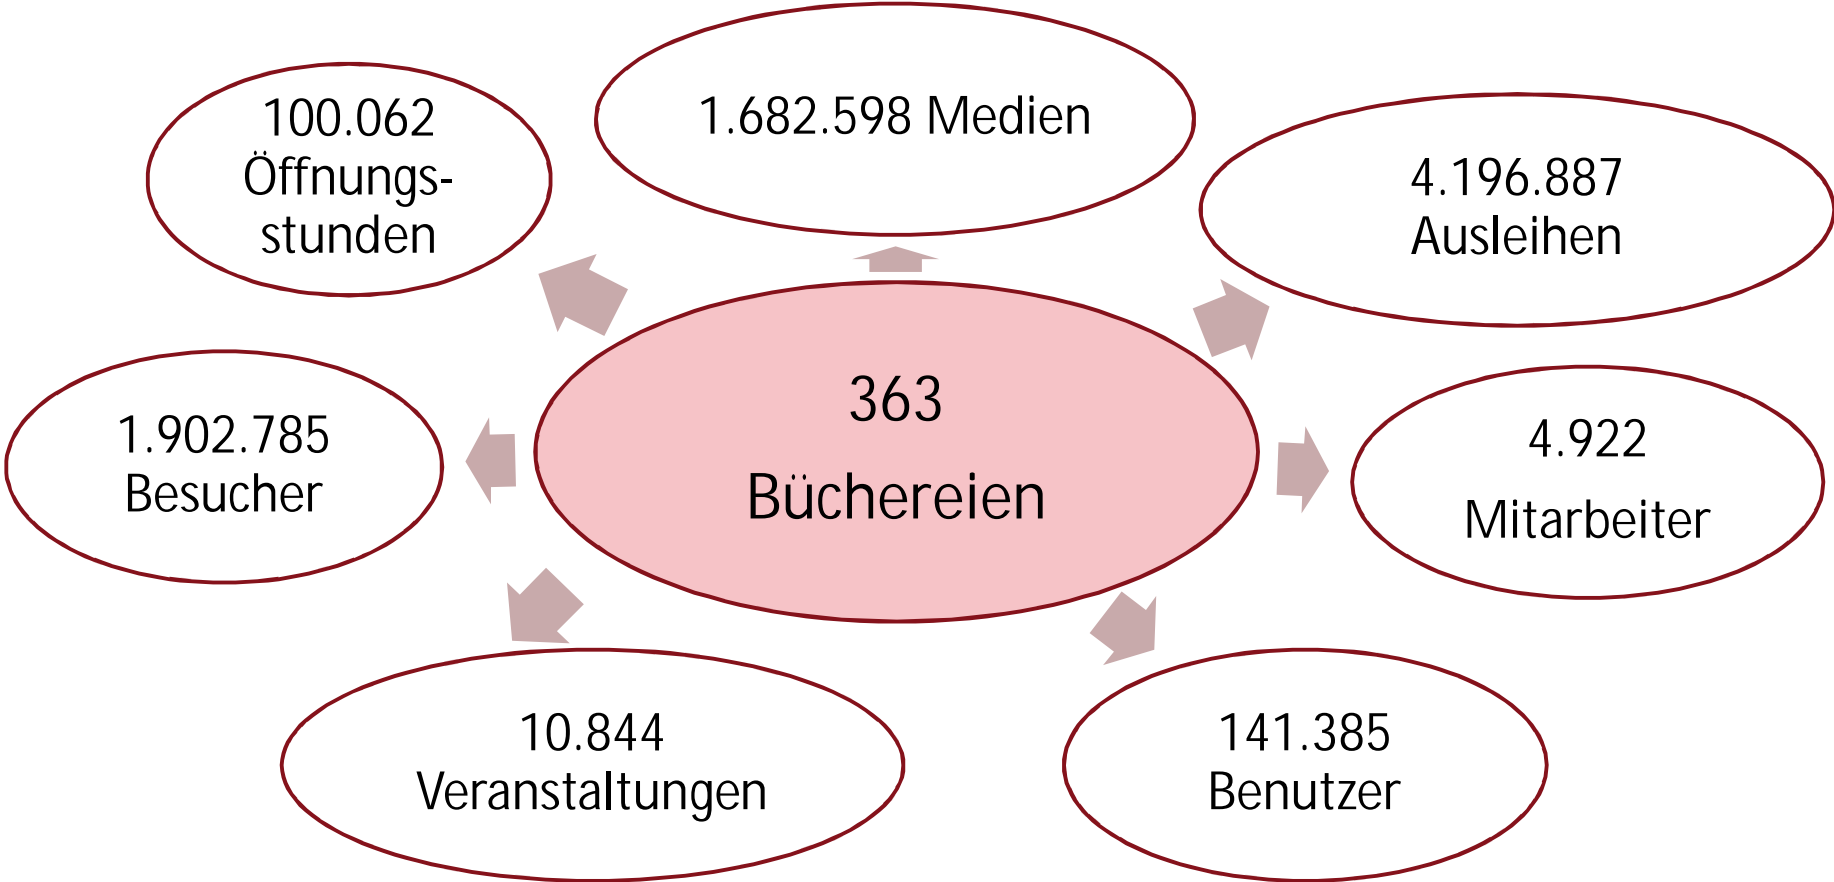 100.062
Öffnungs-
stunden
1.682.598 Medien
4.196.887
Ausleihen
1.902.785
Besucher
363
Büchereien
4.922
Mitarbeiter
10.844
Veranstaltungen
141.385
Benutzer